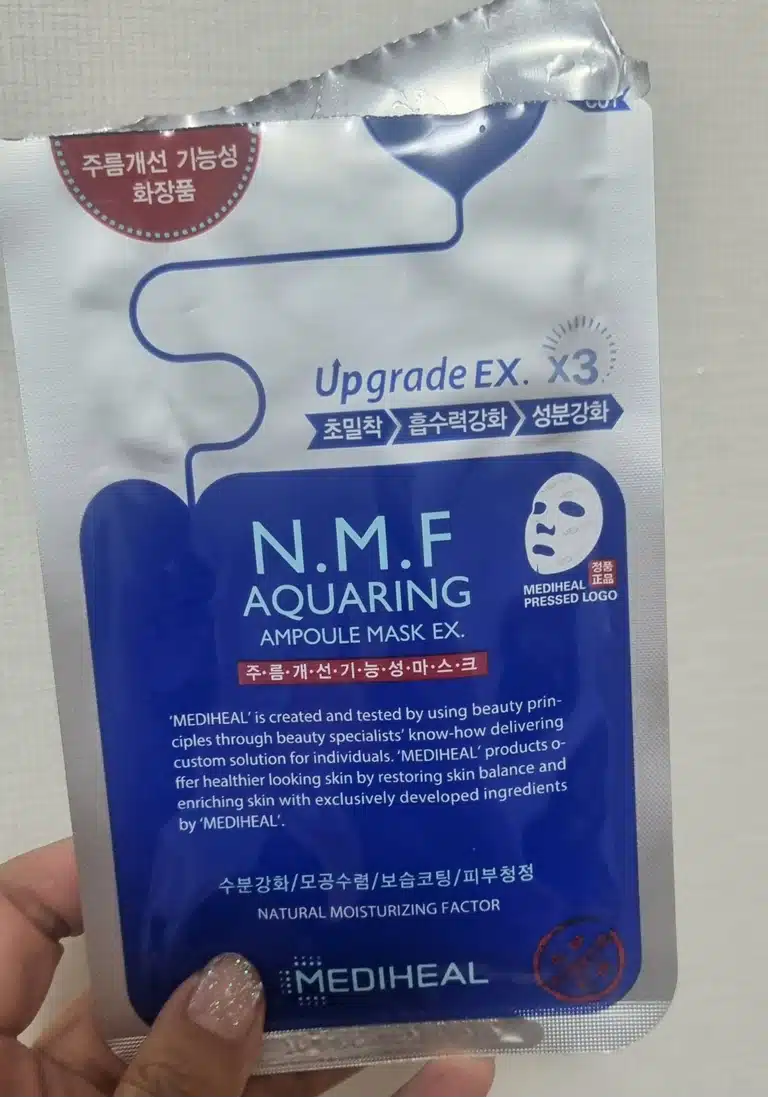 주름개선 기능성
화장품
CUT
Upgrade EX. X3
초밀착 흡수력강화 성분강화
N.M.F
AQUARING
AMPOULE MASK EX.
주·름·개·선·기·능·성·마·스·크
정품
正品
MEDIHEAL
PRESSED LOGO
'MEDIHEAL' is created and tested by using beauty prin-
ciples through beauty specialists' know-how delivering
custom solution for individuals. 'MEDIHEAL' products o-
ffer healthier looking skin by restoring skin balance and
enriching skin with exclusively developed ingredients
by 'MEDIHEAL'.
수분강화/모공수렴/보습코팅/피부청정
NATURAL MOISTURIZING FACTOR
MEDIHEAL